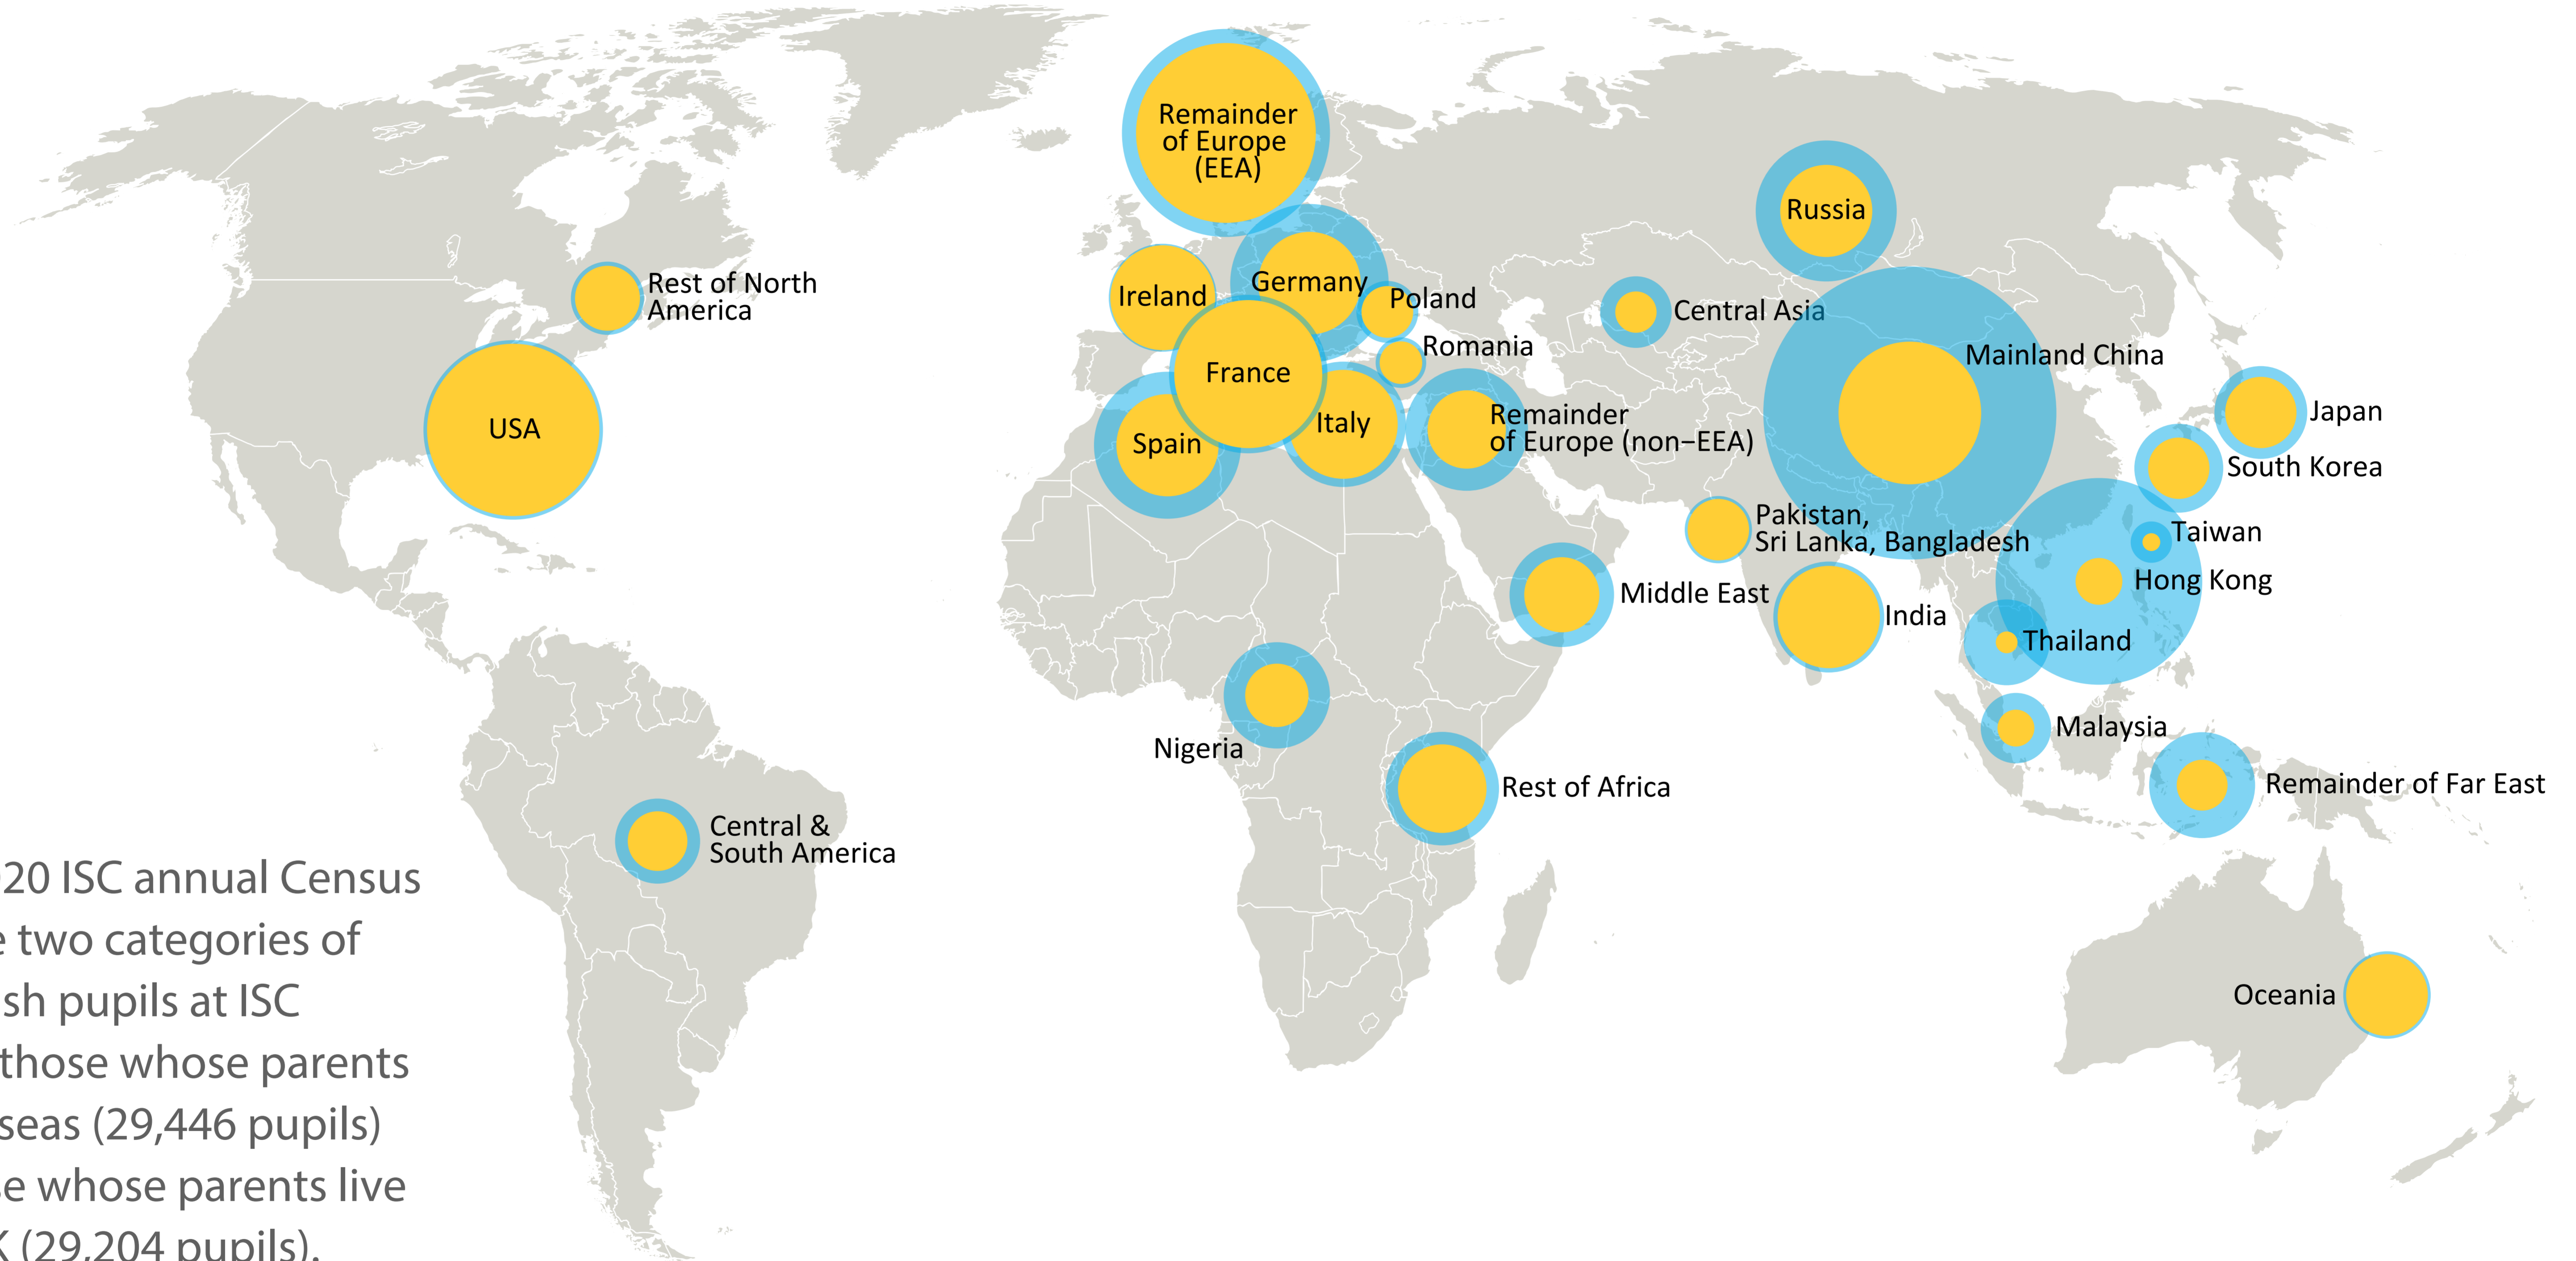 Remainder
of Europe
(EEA)
Russia
Rest of North
America
Ireland
Germany
Poland
Central Asia
Romania
Mainland China
France
USA
Spain
Italy
Remainder
of Europe (non–EEA)
Japan
South Korea
Pakistan,
Sri Lanka, Bangladesh
Taiwan
Hong Kong
Middle East
India
Thailand
Nigeria
Malaysia
Rest of Africa
Remainder of Far East
Central &
South America
Oceania
20 ISC annual Census
two categories of
pupils at ISC
those whose parents
(29,446 pupils)
whose parents live
(29,204 pupils).